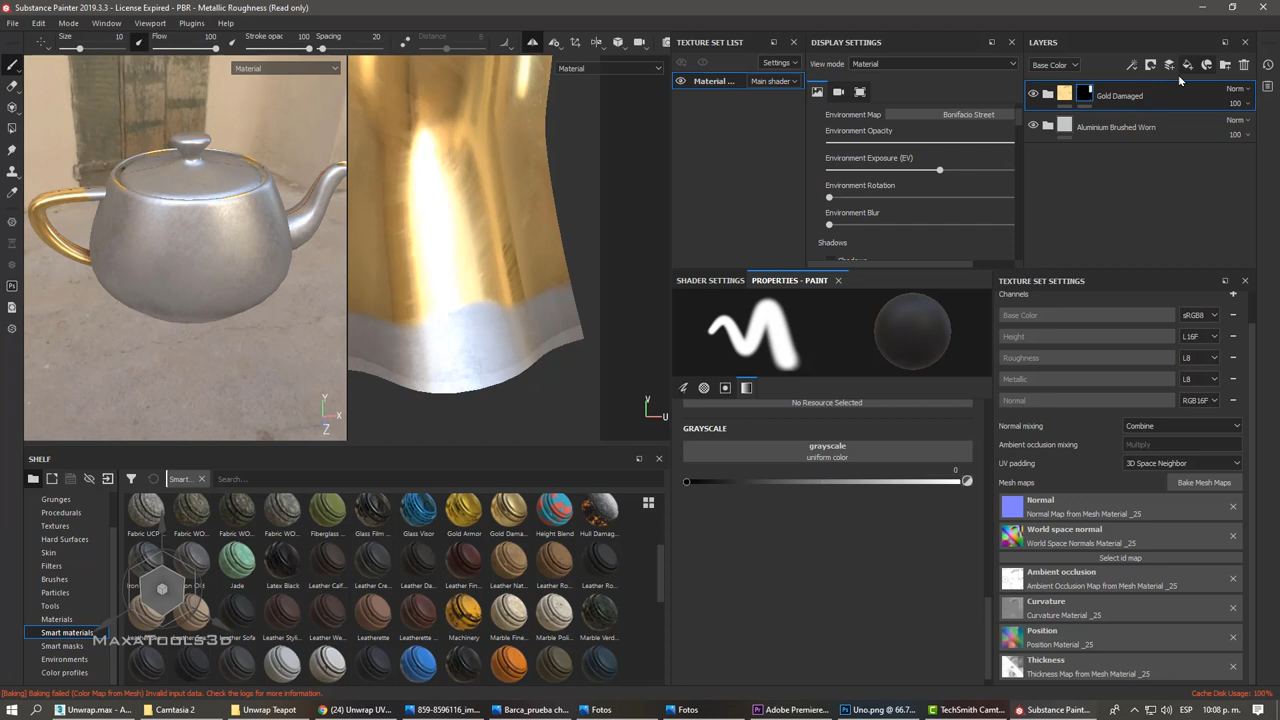 Substance Painter 2019.3.3 - License Expired - PBR - Metallic Roughness (Read only)
File Edit Mode Viewport Plugins Help
Size 10 Flow 100 Stroke opa: 100 Spacing 20 Distance 8
Material
Material
TEXTURE SET LIST
Settings
Material ... Main shader
DISPLAY SETTINGS
View mode Material
Environment Map Bonifacio Street
Environment Opacity
Environment Exposure (EV)
Environment Rotation
Environment Blur
Shadows
LAYERS
Base Color
Gold Damaged Norm
100
Aluminium Brushed Worn Norm
100
Y
X
Z
V
U
SHADER SETTINGS PROPERTIES - PAINT
No Resource Selected
GRAYSCALE
grayscale
uniform color
0
TEXTURE SET SETTINGS
Channels
Base Color sRGB8
Height L16F
Roughness L8
Metallic L8
Normal RGB16F
Normal mixing Combine
Ambient occlusion mixing Multiply
UV padding 3D Space Neighbor
Mesh maps Bake Mesh Maps
Normal
Normal Map from Mesh Material _25
World space normal
World Space Normals Material _25
Select id map
Ambient occlusion
Ambient Occlusion Map from Mesh Material _25
Curvature
Curvature Material _25
Position
Position Material _25
Thickness
Thickness Map from Mesh Material _25
SHELF
Smart... Search...
Grunges
Procedurals
Textures
Hard Surfaces
Skin
Filters
Brushes
Particles
Tools
Materials
Smart materials
Smart masks
Environments
Color profiles
Fabric UCP Fabric WO... Fabric WO... Fabric WO... Fiberglass ... Glass Film ... Glass Visor Gold Armor Gold Dama... Height Blend Hull Damag...
Jade Latex Black Leather Calf... Leather Cre... Leather Da... Leather Fin... Leather Nat... Leather Ro... Leather Ro...
Leather Sofa Leather Styli... Leather We... Leatherette Leatherette ... Machinery Marble Fine... Marble Poli... Marble Verd...
MaxaTools3D
[Baking] Baking failed (Color Map from Mesh) Invalid input data. Check the logs for more information. Cache Disk Usage: 100%
Unwrap.max - A... Camtasia 2 Unwrap Teapot (24) Unwrap UV... 859-8596116_im... Barca_prueba ch... Fotos Fotos Adobe Premiere... Uno.png @ 66.7... TechSmith Camt... Substance Paint... ESP 10:08 p. m.